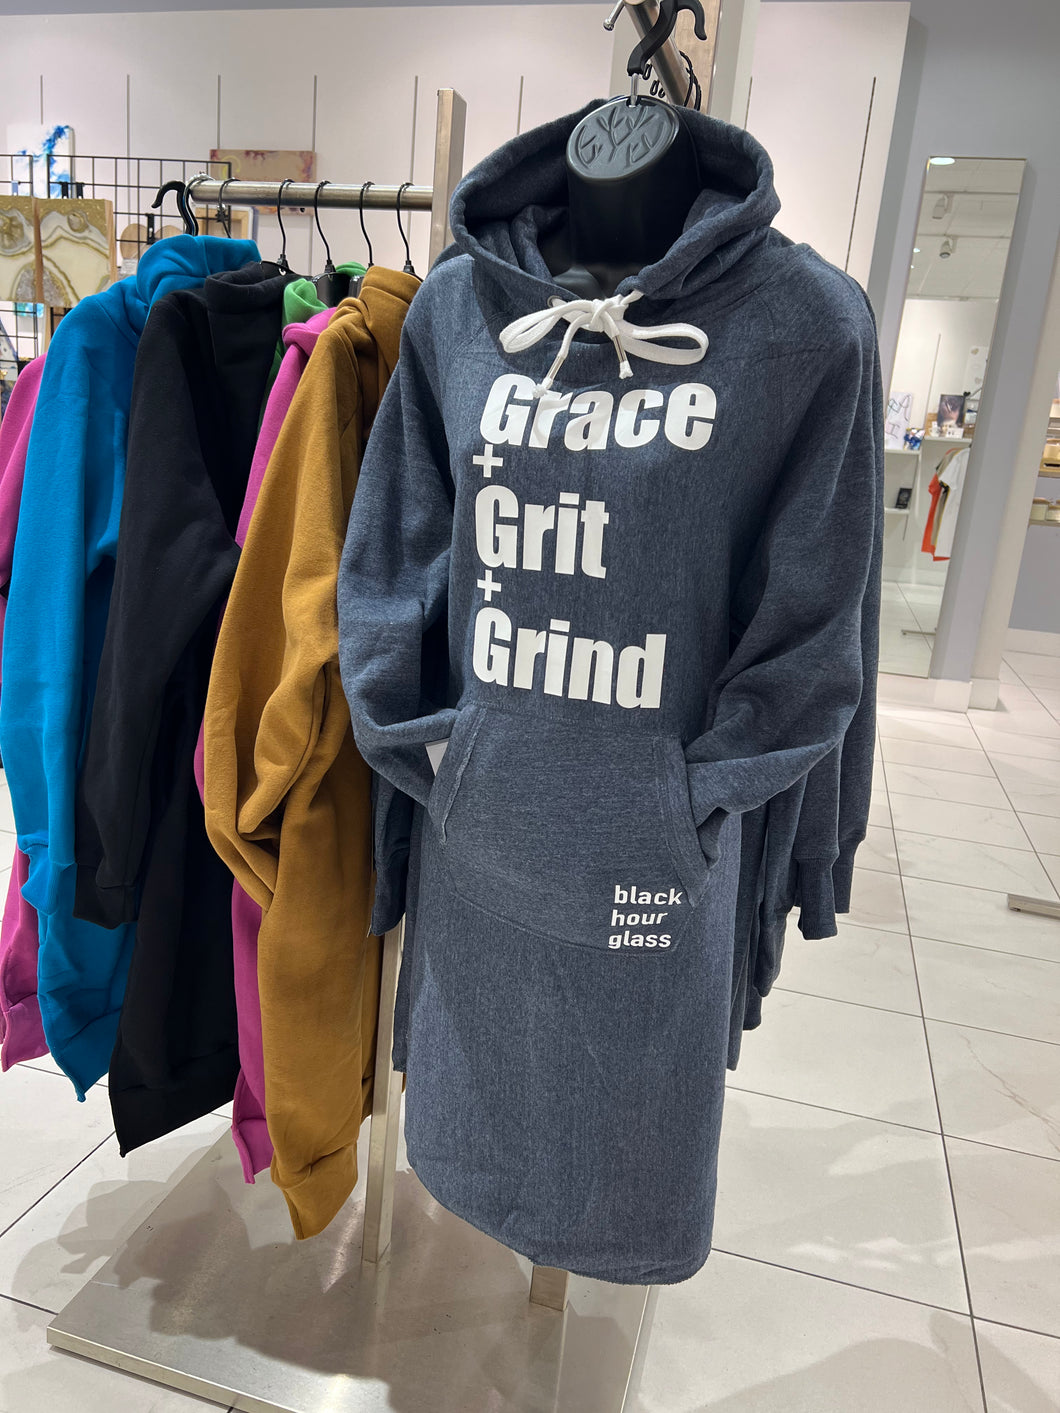 Grace
+
Grit
+
Grind
black
hour
glass